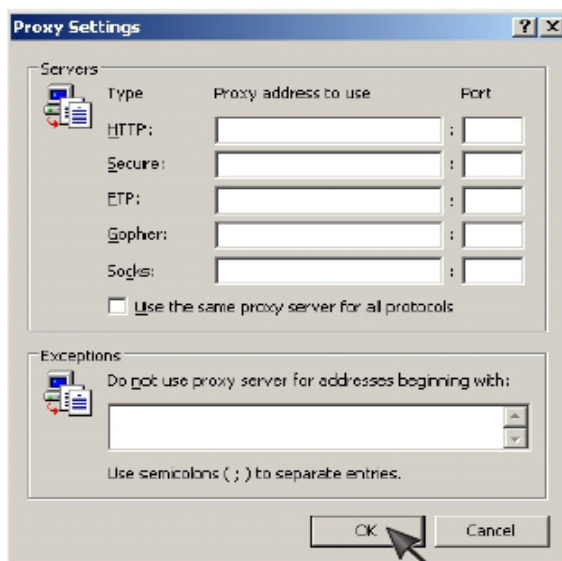 Proxy Settings
Servers
Type Proxy address to use Port
HTTP: :
Secure: :
FTP: :
Gopher: :
Socks: :
Use the same proxy server for all protocols
Exceptions
Do not use proxy server for addresses beginning with:
Use semicolons ( ; ) to separate entries.
OK Cancel